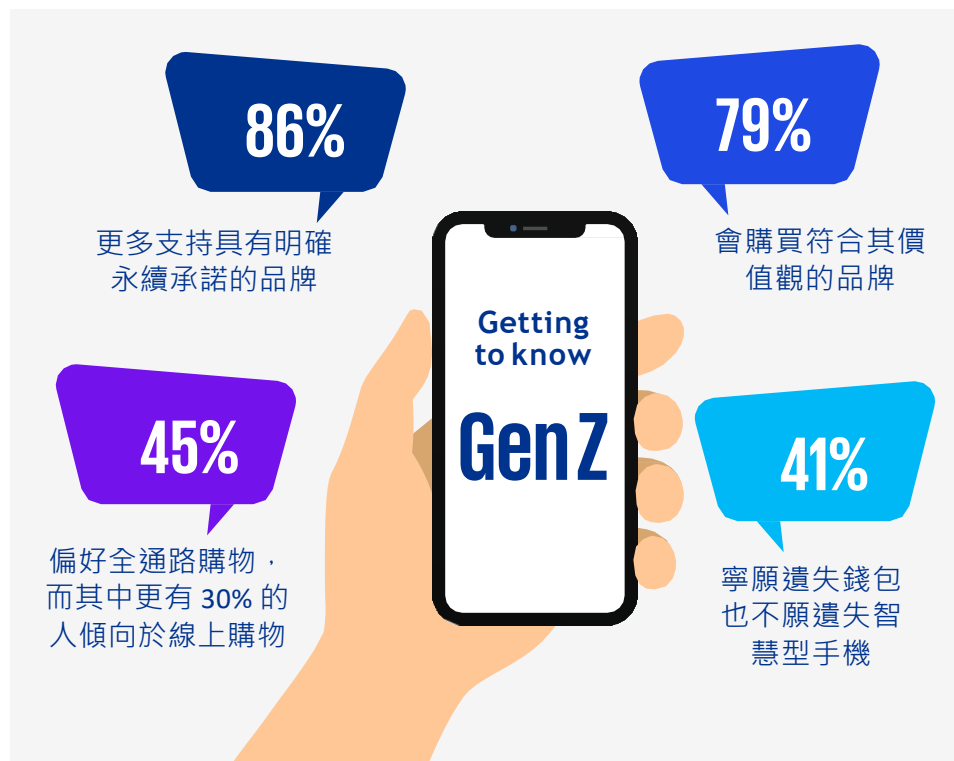 86%
更多支持具有明確
永續承諾的品牌
79%
會購買符合其價
值觀的品牌
Getting
to know
Gen Z
45%
偏好全通路購物，
而其中更有 30% 的
人傾向於線上購物
41%
寧願遺失錢包
也不願遺失智
慧型手機